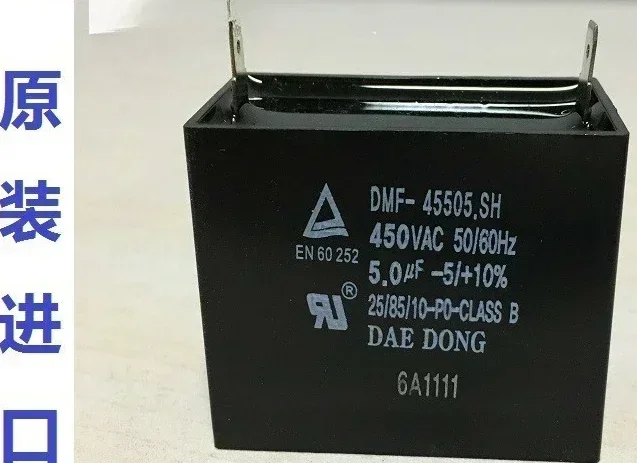 原
装
进
口
DMF- 45505.SH
450VAC 50/60Hz
EN 60 252
5.0µF -5/+10%
25/85/10-P0-CLASS B
DAE DONG
6A1111